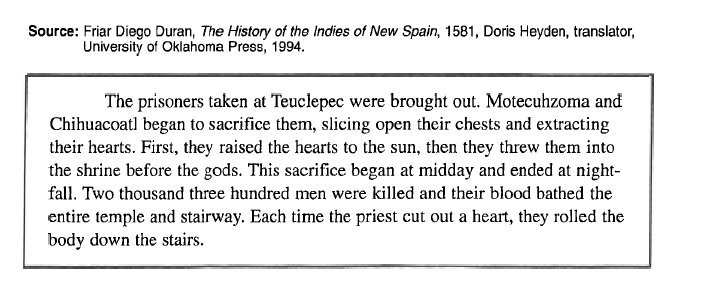 Source: Friar Diego Duran, The History of the Indies of New Spain, 1581, Doris Heyden, translator,
University of Oklahoma Press, 1994.
The prisoners taken at Teuclepec were brought out. Motecuhzoma and
Chihuacoatl began to sacrifice them, slicing open their chests and extracting
their hearts. First, they raised the hearts to the sun, then they threw them into
the shrine before the gods. This sacrifice began at midday and ended at night-
fall. Two thousand three hundred men were killed and their blood bathed the
entire temple and stairway. Each time the priest cut out a heart, they rolled the
body down the stairs.